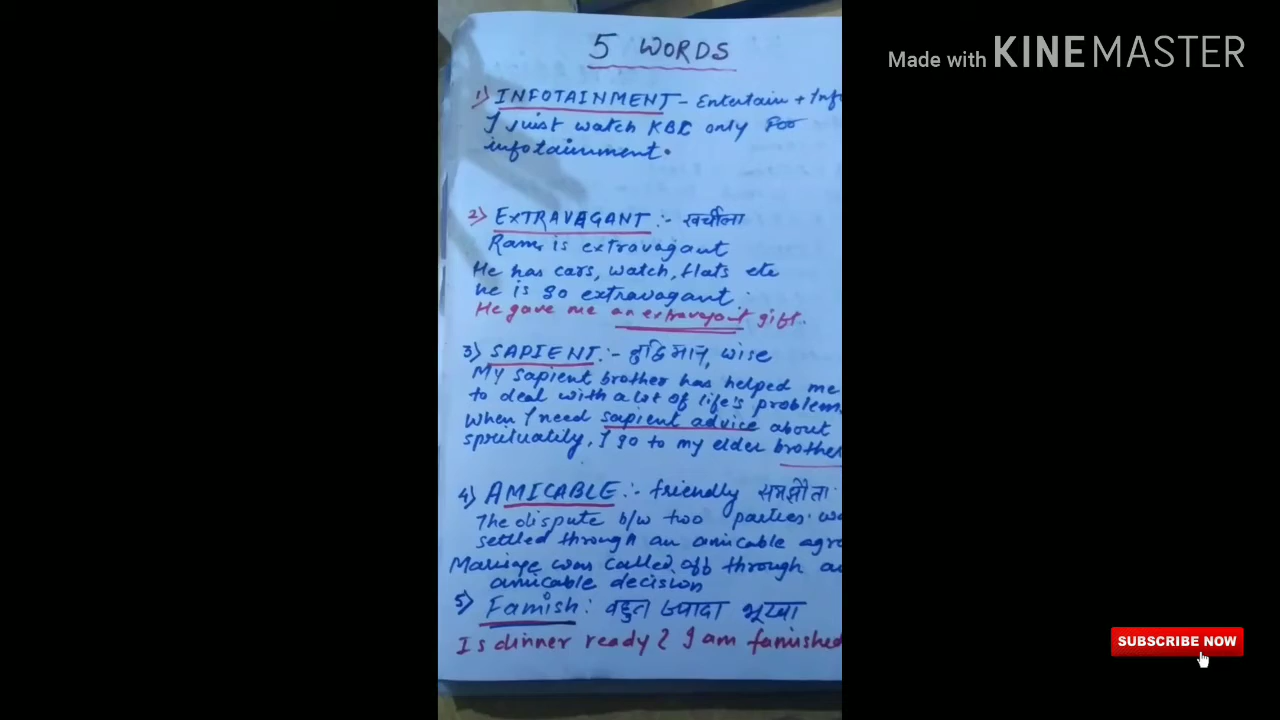 Made with KINEMASTER
5 WORDS
1) INFOTAINMENT - Entertain + Inf
I just watch KBC only
infotainment.
2) EXTRAVAGANT :- खर्चीला
Ram is extravagant
He has cars, watch, flats etc
he is so extravagant.
He gave me an extravagant gift.
3) SAPIENT :- बुद्धिमान, wise
My sapient brother has helped me
to deal with a lot of life's problem
When I need sapient advice about
sprituality, I go to my elder brother
4) AMICABLE :- friendly समझौता
The dispute b/w two parties wa
settled through an amicable agre
Marriage was called off through a
amicable decision
5) Famish : बहुत ज्यादा भूखा
Is dinner ready? I am famished
SUBSCRIBE NOW